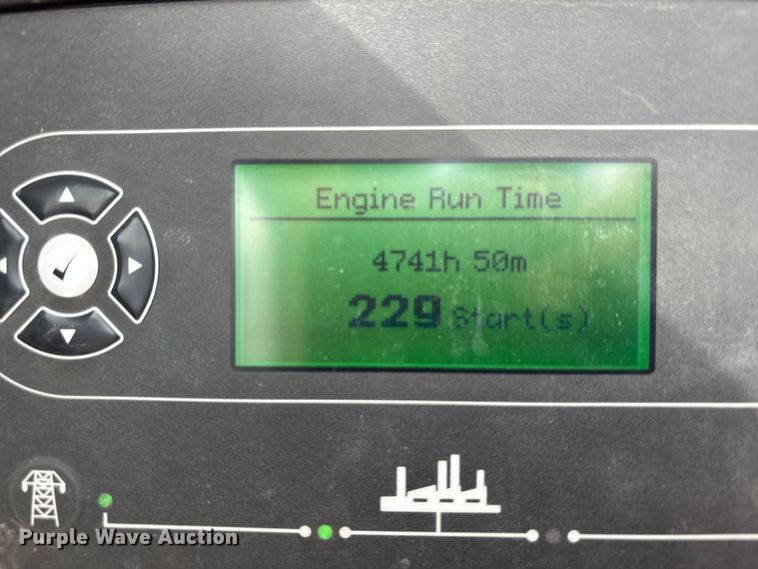 Engine Run Time
4741h 50m
229 Start(s)
Purple Wave Auction